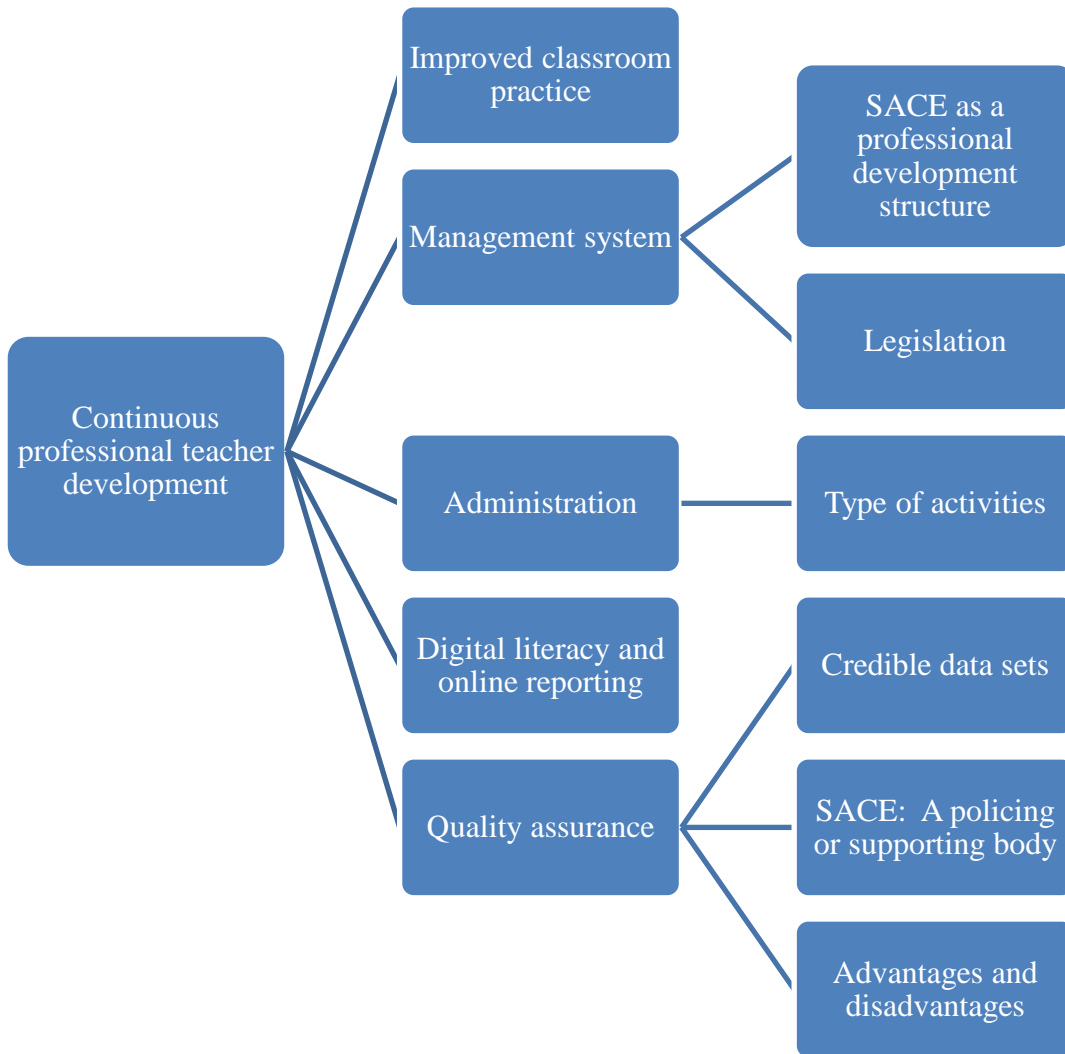 Continuous
professional teacher
development
Improved classroom
practice
Management system
SACE as a
professional
development
structure
Legislation
Administration
Type of activities
Digital literacy and
online reporting
Quality assurance
Credible data sets
SACE:  A policing
or supporting body
Advantages and
disadvantages